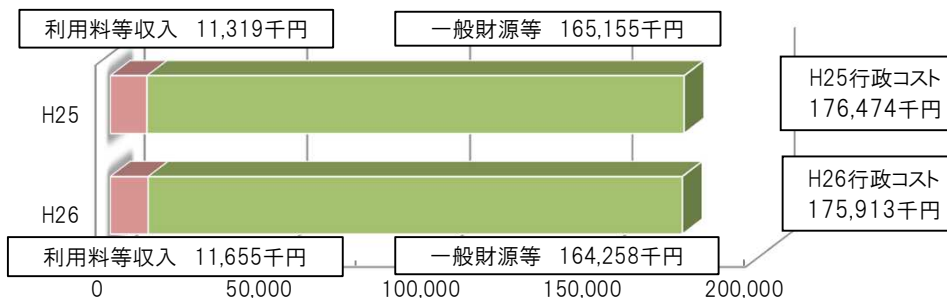 利用料等収入 11,319千円
一般財源等 165,155千円
H25
H25行政コスト
176,474千円
H26
H26行政コスト
175,913千円
利用料等収入 11,655千円
一般財源等 164,258千円
0 50,000 100,000 150,000 200,000